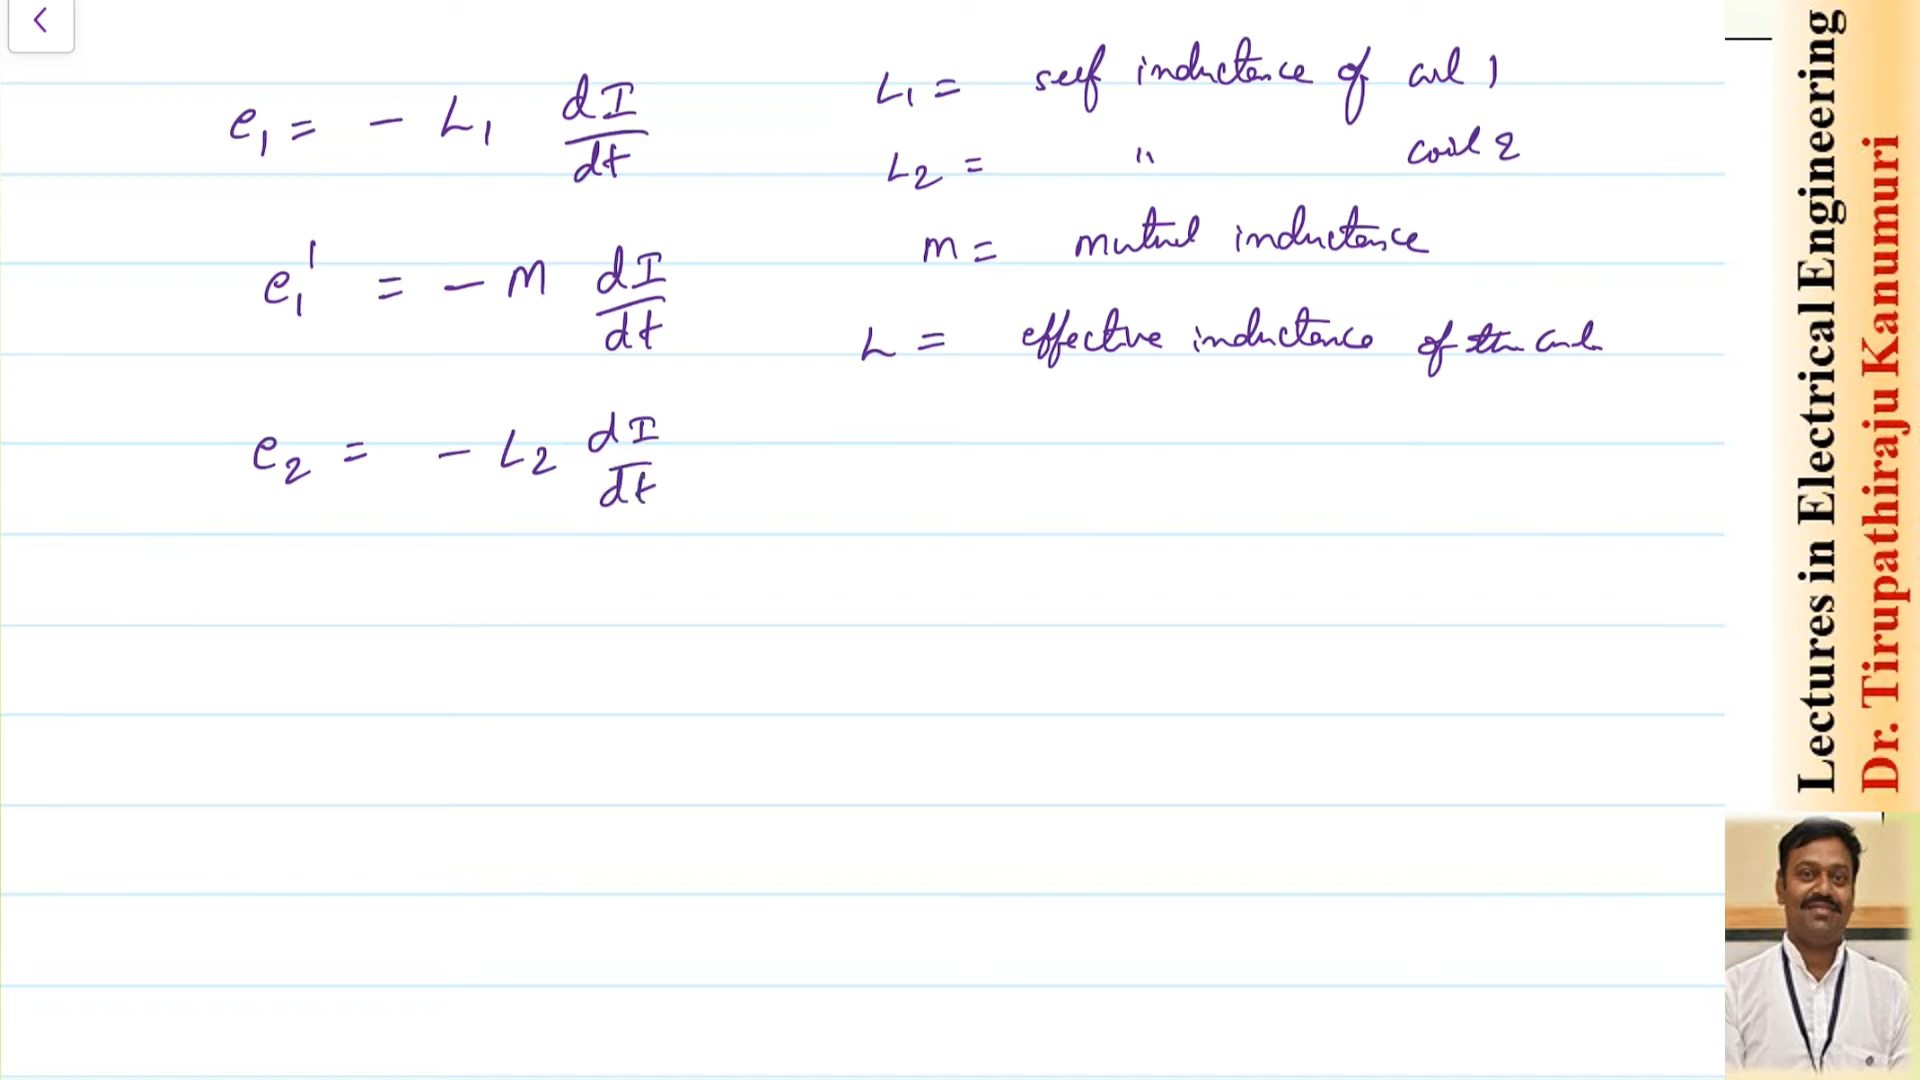 e₁ = - L₁ dI/dt
e₁' = - M dI/dt
e₂ = - L₂ dI/dt
L₁ = self inductance of coil 1
L₂ = " coil 2
m = mutual inductance
L = effective inductance of the
Lectures in Electrical Engineering
Dr. Tirupathiraju Kanumuri